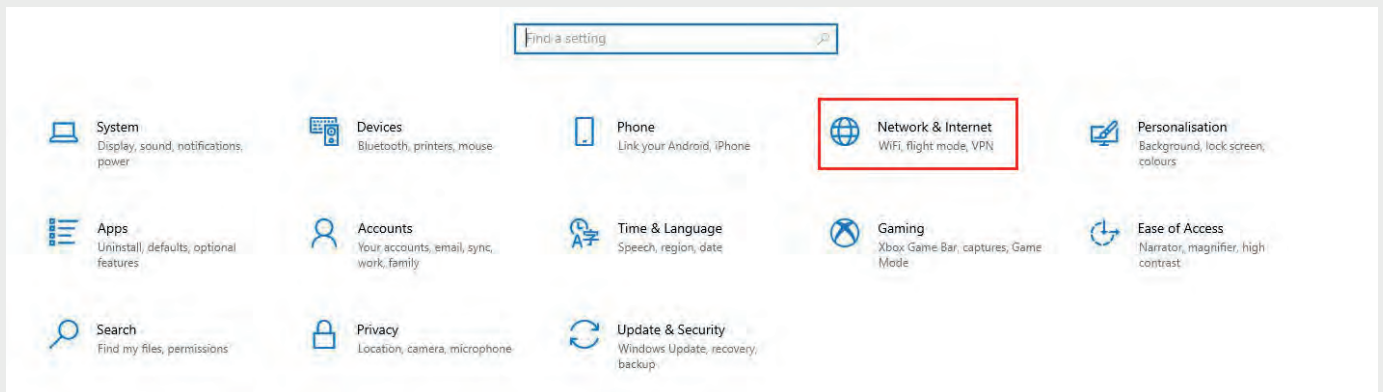 Find a setting
System
Display, sound, notifications,
power
Devices
Bluetooth, printers, mouse
Phone
Link your Android, iPhone
Network & Internet
WiFi, flight mode, VPN
Personalisation
Background, lock screen,
colours
Apps
Uninstall, defaults, optional
features
Accounts
Your accounts, email, sync,
work, family
Time & Language
Speech, region, date
Gaming
Xbox Game Bar, captures, Game
Mode
Ease of Access
Narrator, magnifier, high
contrast
Search
Find my files, permissions
Privacy
Location, camera, microphone
Update & Security
Windows Update, recovery,
backup